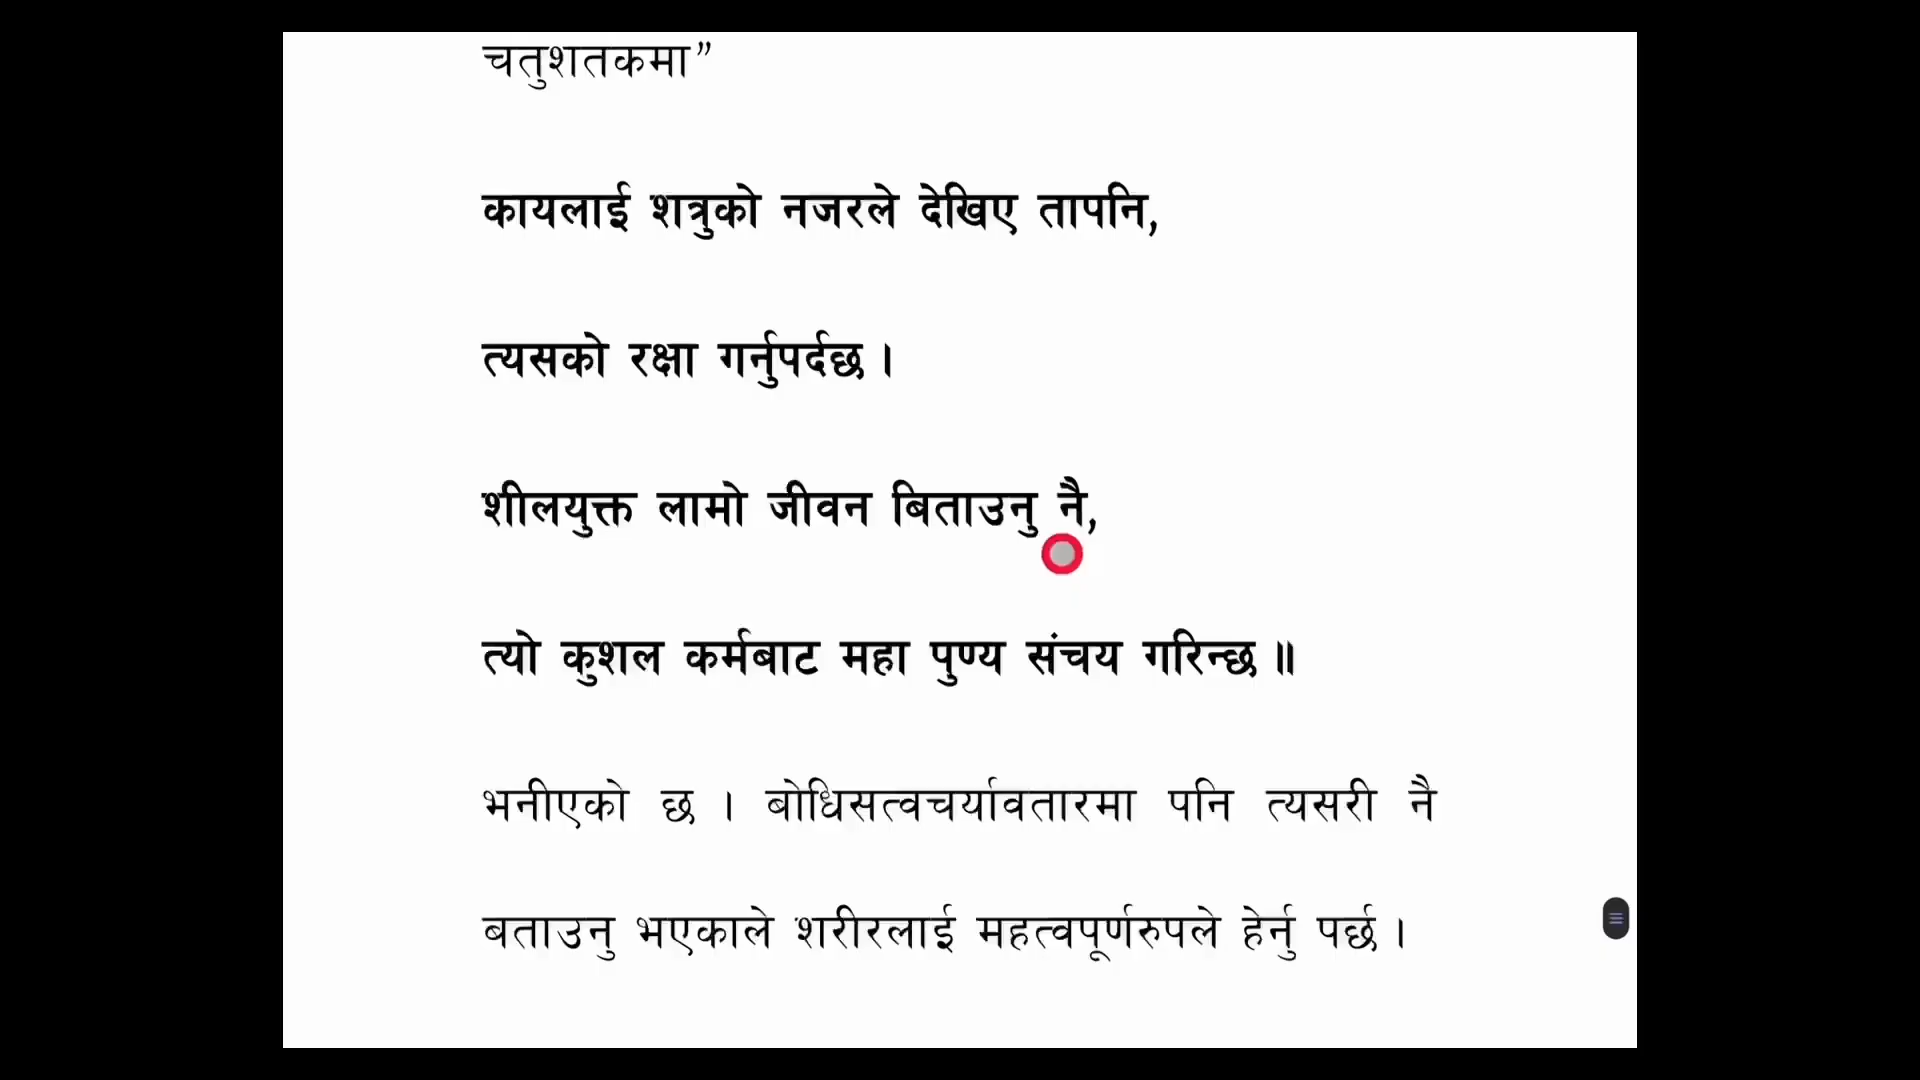 चतुशतकमा”
कायलाई शत्रुको नजरले देखिए तापनि,
त्यसको रक्षा गर्नुपर्दछ ।
शीलयुक्त लामो जीवन बिताउनु नै,
त्यो कुशल कर्मबाट महा पुण्य संचय गरिन्छ ॥
भनीएको छ । बोधिसत्वचर्यावतारमा पनि त्यसरी नै
बताउनु भएकाले शरीरलाई महत्वपूर्णरुपले हेर्नु पर्छ ।